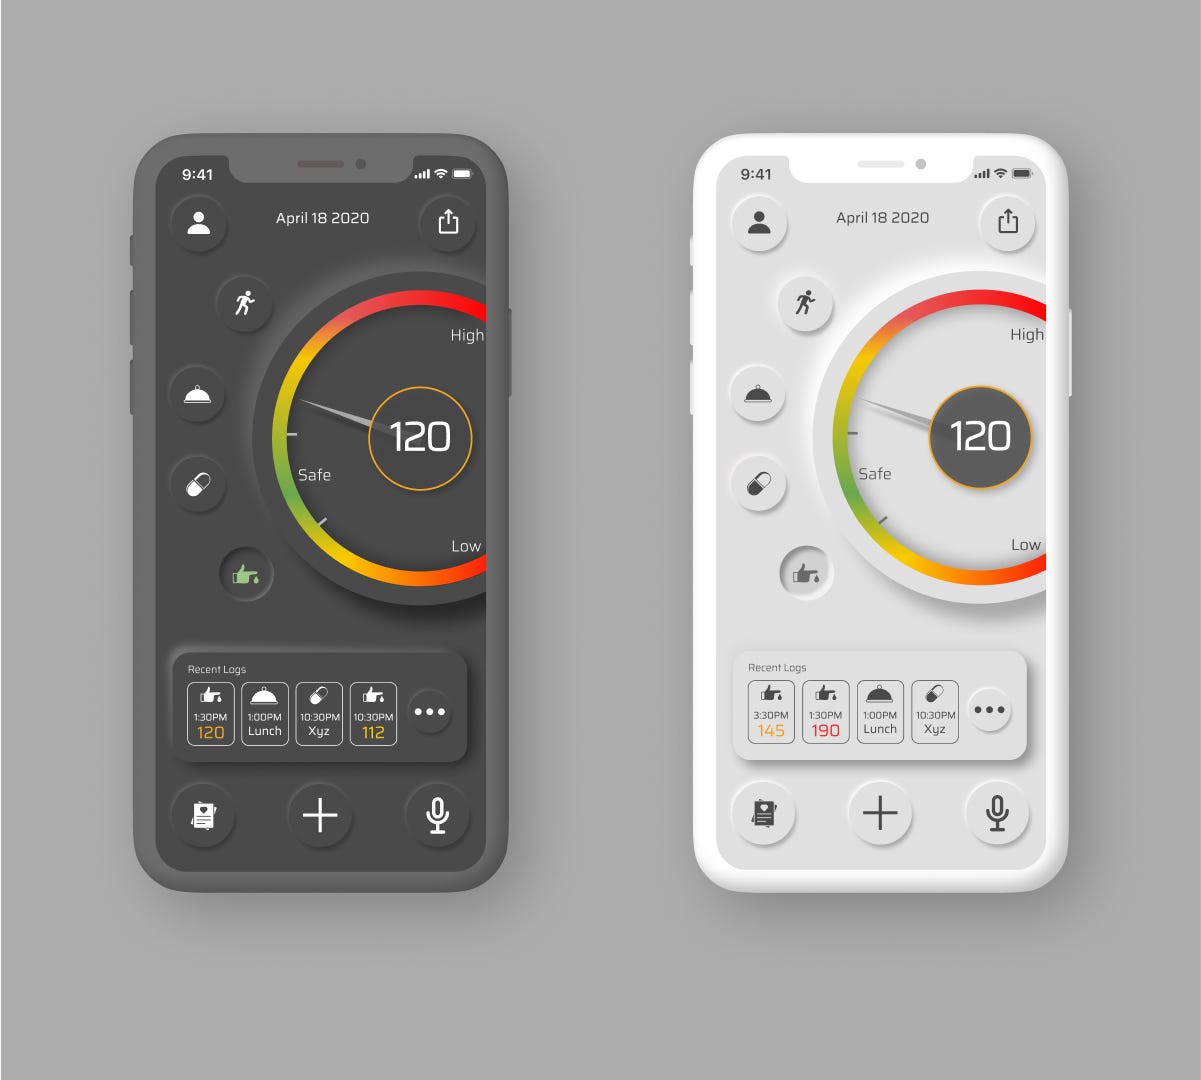 9:41
April 18 2020
High
120
Safe
Low
Recent Logs
1:30PM 1:00PM 10:30PM 10:30PM
120 Lunch Xyz 112
9:41
April 18 2020
High
120
Safe
Low
Recent Logs
3:30PM 1:30PM 1:00PM 10:30PM
145 190 Lunch Xyz